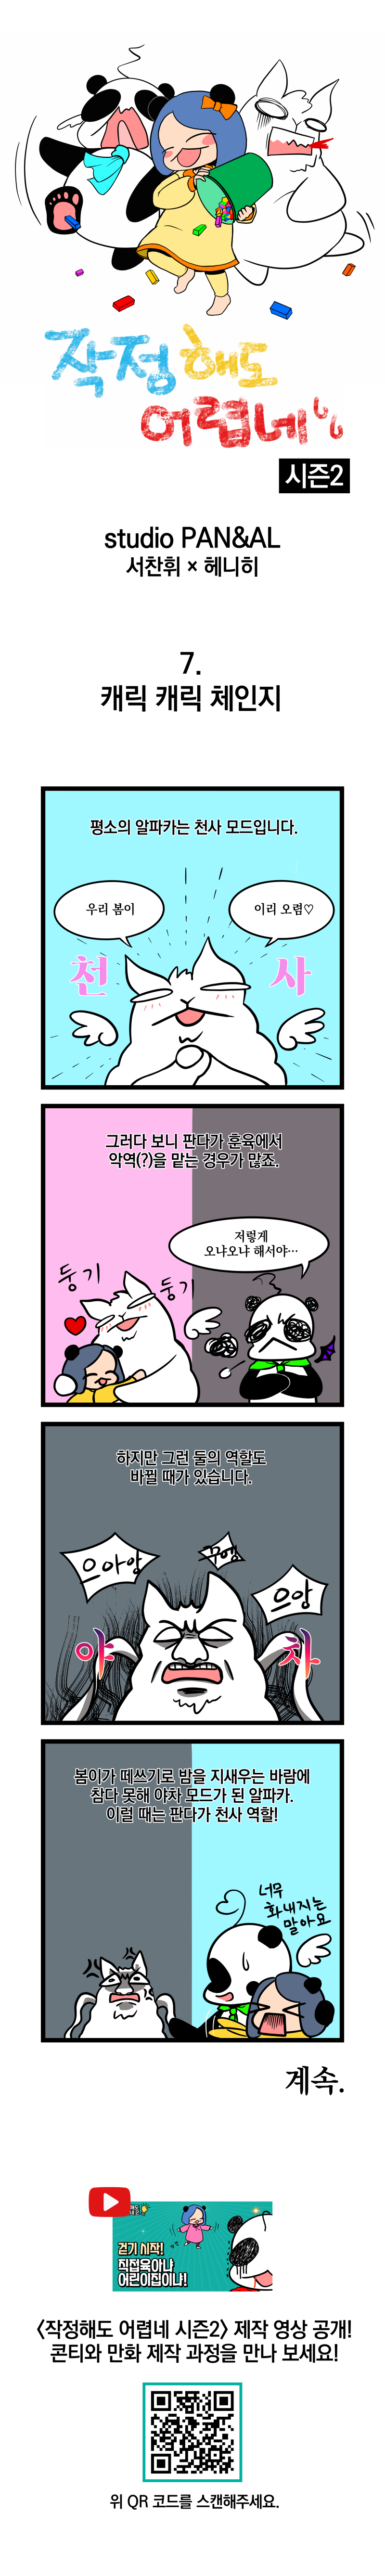 작정해도
어렵네
시즌2
studio PAN&AL
서찬휘 × 헤니히
7.
캐릭 캐릭 체인지
평소의 알파카는 천사 모드입니다.
우리 봄이
이리 오렴♡
천 사
그러다 보니 판다가 훈육에서
악역(?)을 맡는 경우가 많죠.
저렇게
오냐오냐 해서야…
둥기
둥기
하지만 그런 둘의 역할도
바뀔 때가 있습니다.
으아앙
꾸엥
으앙
야 차
봄이가 떼쓰기로 밤을 지새우는 바람에
참다 못해 야차 모드가 된 알파카.
이럴 때는 판다가 천사 역할!
너무
화내지는
말아요
계속.
걷기 시작!
직접육아냐
어린이집이냐!
<작정해도 어렵네 시즌2> 제작 영상 공개!
콘티와 만화 제작 과정을 만나 보세요!
위 QR 코드를 스캔해주세요.